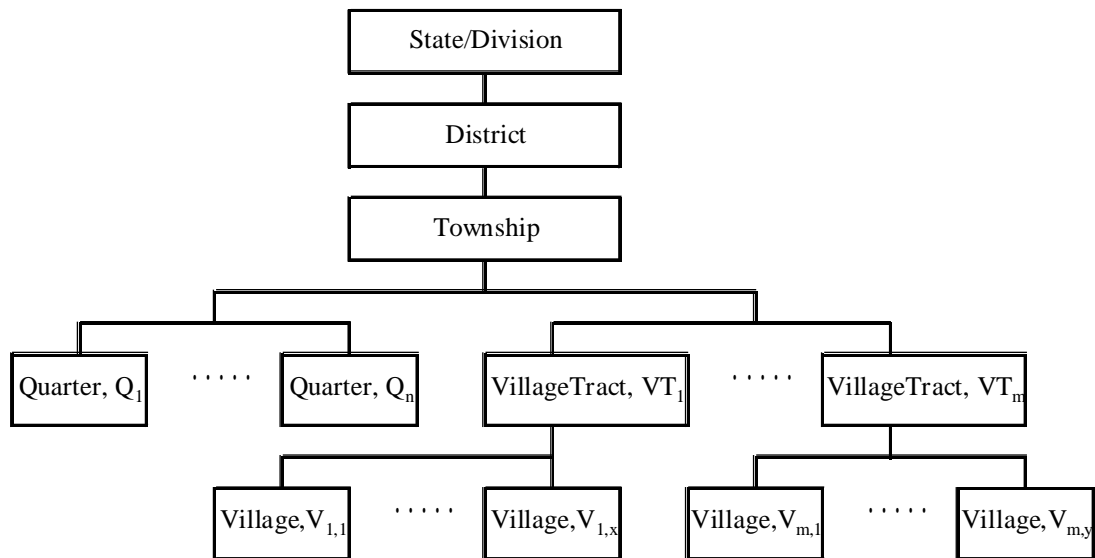 State/Division
District
Township
Quarter, Q₁
.....
Quarter, Qₙ
VillageTract, VT₁
.....
VillageTract, VTₘ
Village,V₁,₁
.....
Village,V₁,ₓ
Village,Vₘ,₁
.....
Village,Vₘ,y